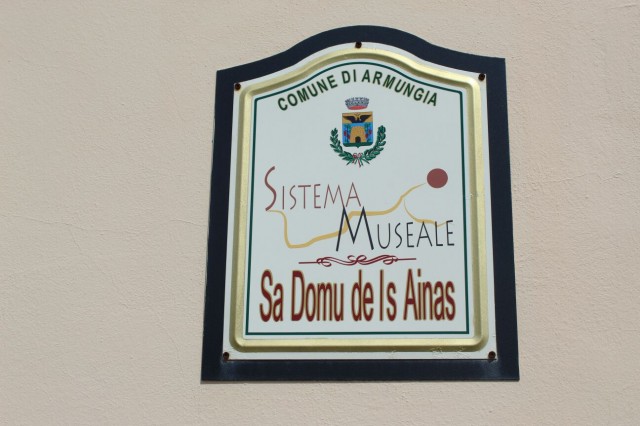 COMUNE DI ARMUNGIA
SISTEMA
MUSEALE
Sa Domu de Is Ainas